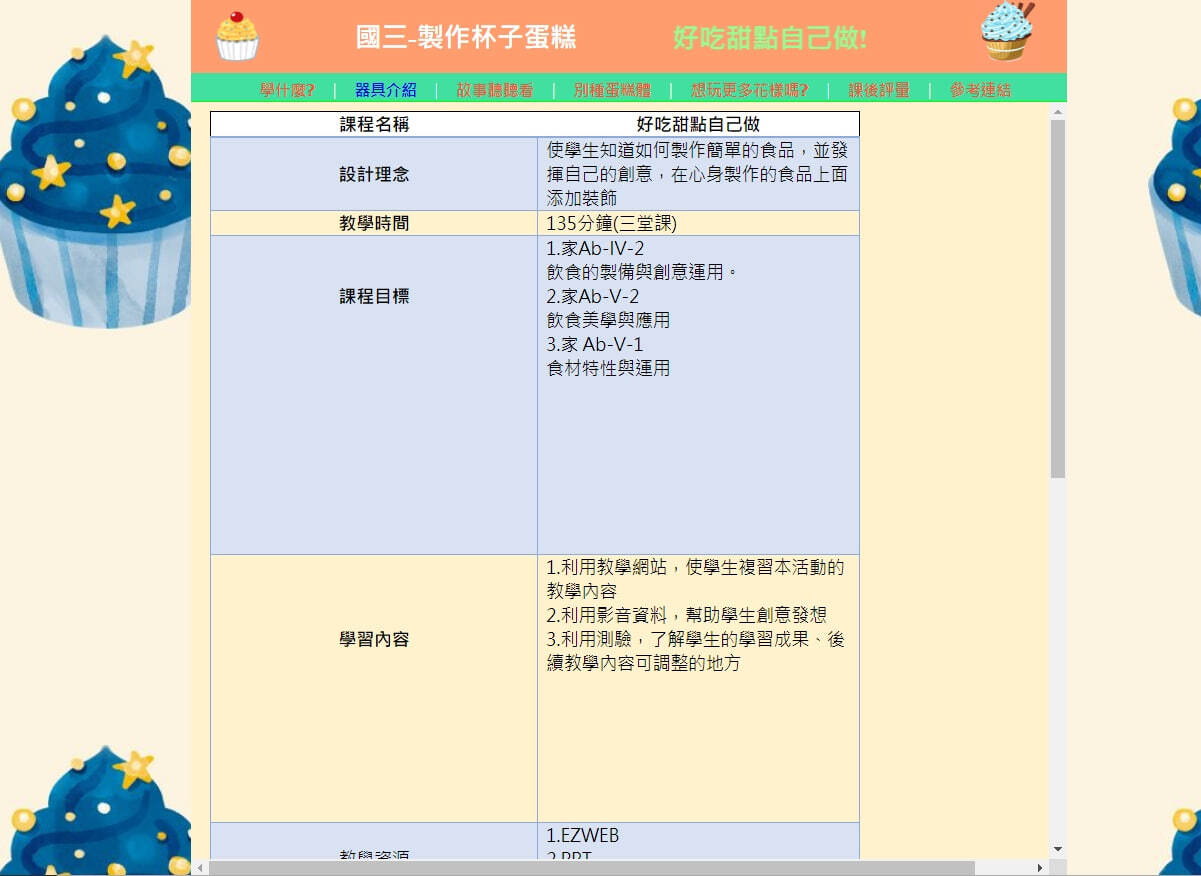 國三-製作杯子蛋糕
好吃甜點自己做!
學什麼? | 器具介紹 | 故事聽聽看 | 別種蛋糕體 | 想玩更多花樣嗎? | 課後評量 | 參考連結
課程名稱
好吃甜點自己做
設計理念
使學生知道如何製作簡單的食品，並發
揮自己的創意，在心身製作的食品上面
添加裝飾
教學時間
135分鐘(三堂課)
課程目標
1.家Ab-IV-2
飲食的製備與創意運用。
2.家Ab-V-2
飲食美學與應用
3.家 Ab-V-1
食材特性與運用
學習內容
1.利用教學網站，使學生複習本活動的
教學內容
2.利用影音資料，幫助學生創意發想
3.利用測驗，了解學生的學習成果、後
續教學內容可調整的地方
教學資源
1.EZWEB
2.PPT